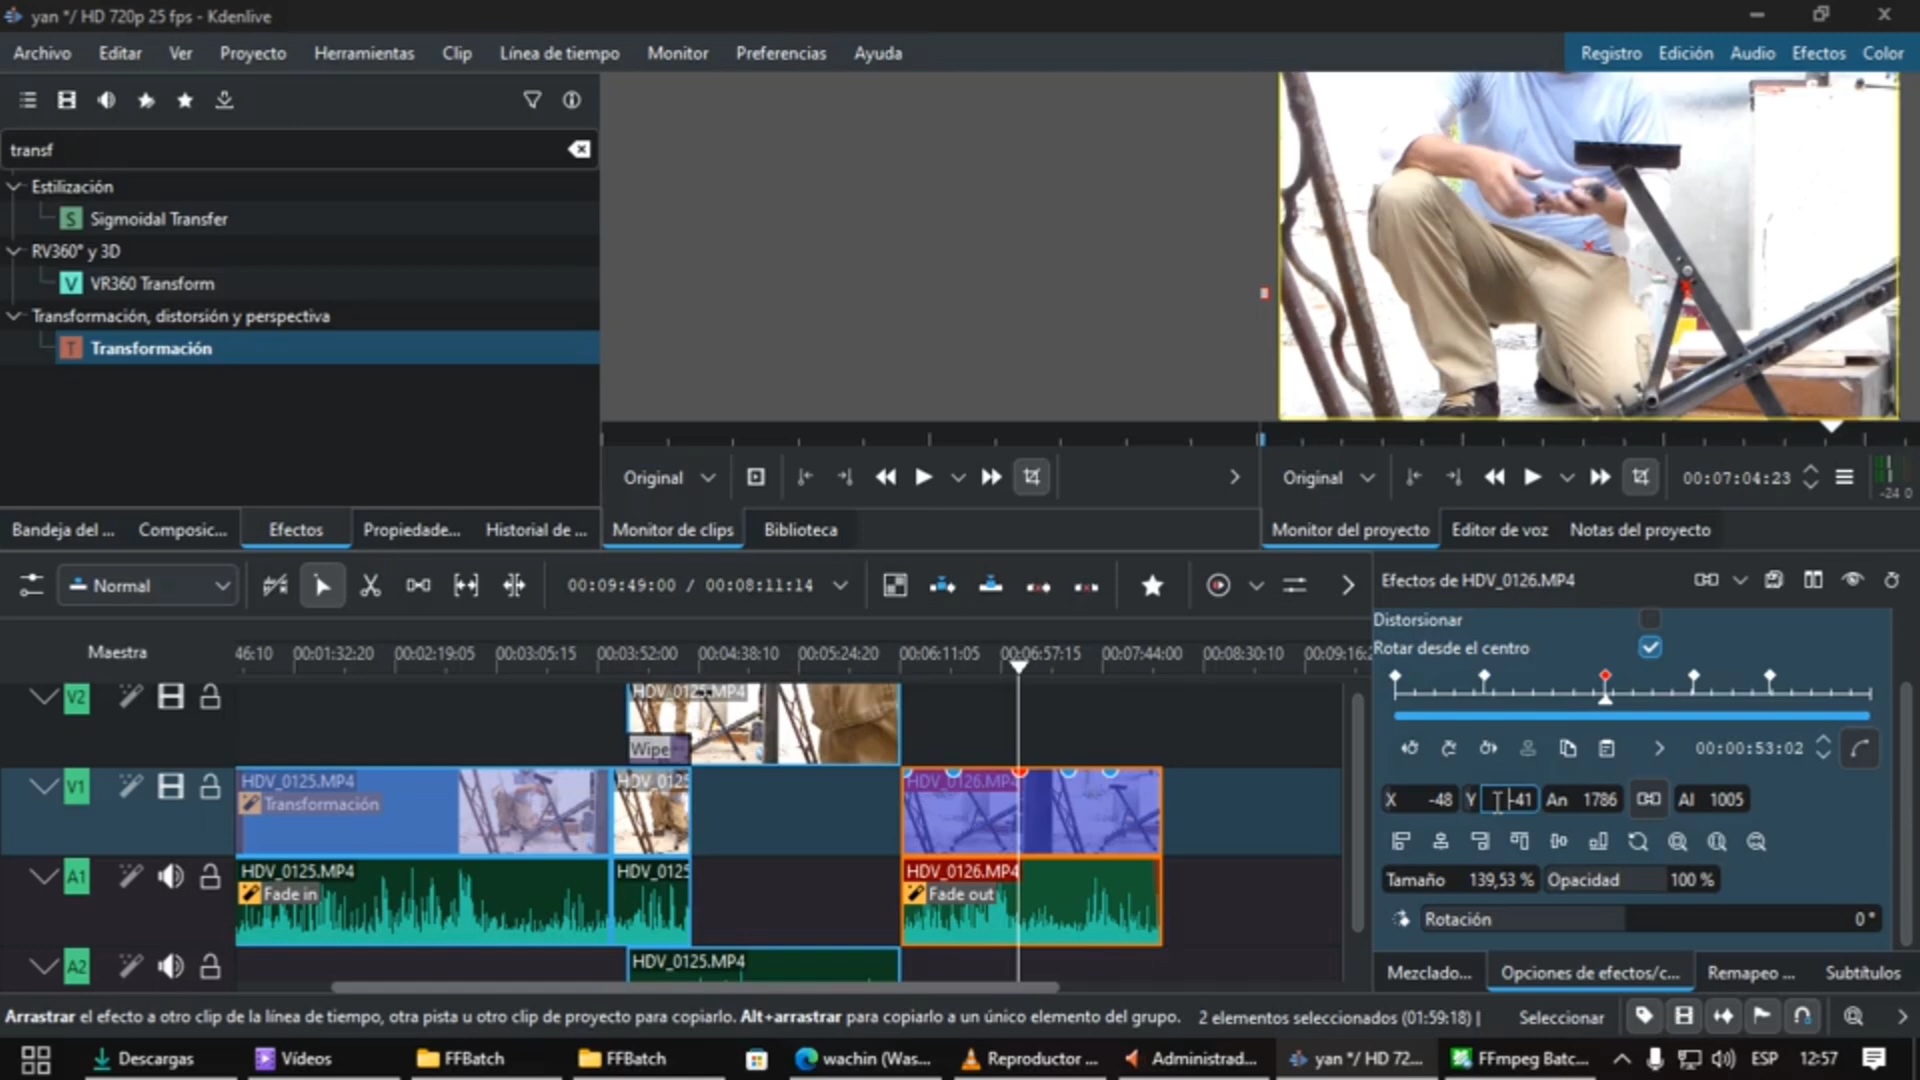 yan */ HD 720p 25 fps - Kdenlive
Archivo Editar Ver Proyecto Herramientas Clip Línea de tiempo Monitor Preferencias Ayuda
Registro Edición Audio Efectos Color
transf
Estilización
S Sigmoidal Transfer
RV360° y 3D
V VR360 Transform
Transformación, distorsión y perspectiva
T Transformación
Original
Original 00:07:04:23
-24 0
Bandeja del ... Composic... Efectos Propiedade... Historial de ... Monitor de clips Biblioteca Monitor del proyecto Editor de voz Notas del proyecto
Normal 00:09:49:00 / 00:08:11:14
Efectos de HDV_0126.MP4
Distorsionar
Rotar desde el centro
Maestra
46:10 00:01:32:20 00:02:19:05 00:03:05:15 00:03:52:00 00:04:38:10 00:05:24:20 00:06:11:05 00:06:57:15 00:07:44:00 00:08:30:10 00:09:16:2
V2
HDV_0125.MP4
Wipe
V1
HDV_0125.MP4
Transformación
HDV_0125
HDV_0126.MP4
A1
HDV_0125.MP4
Fade in
HDV_0125
HDV_0126.MP4
Fade out
A2
HDV_0125.MP4
00:00:53:02
X -48 Y -41 An 1786 Al 1005
Tamaño 139,53 % Opacidad 100 %
Rotación 0°
Mezclado... Opciones de efectos/c... Remapeo ... Subtítulos
Arrastrar el efecto a otro clip de la línea de tiempo, otra pista u otro clip de proyecto para copiarlo. Alt+arrastrar para copiarlo a un único elemento del grupo. 2 elementos seleccionados (01:59:18) | Seleccionar
Descargas Vídeos FFBatch FFBatch wachin (Was... Reproductor ... Administrad... yan */ HD 72... FFmpeg Batc... ESP 12:57